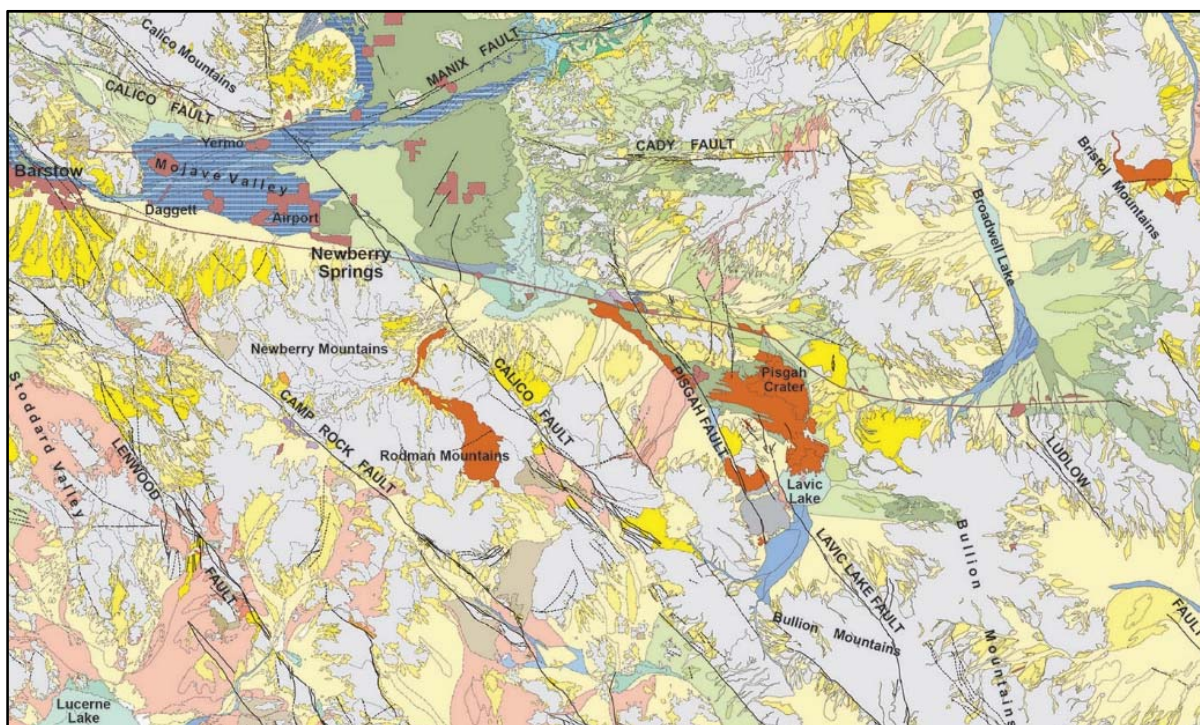 Calico Mountains
CALICO FAULT
MANIX FAULT
Yermo
Mojave Valley
Barstow
Daggett
Airport
Newberry
Springs
CADY FAULT
Bristol Mountains
Broadwell Lake
Newberry Mountains
Stoddard Valley
LENWOOD FAULT
CAMP ROCK FAULT
Rodman Mountains
CALICO FAULT
PISGAH FAULT
Pisgah
Crater
Lavic
Lake
LAVIC LAKE FAULT
LUDLOW FAULT
Bullion Mountains
Bullion
Mountains
Lucerne
Lake